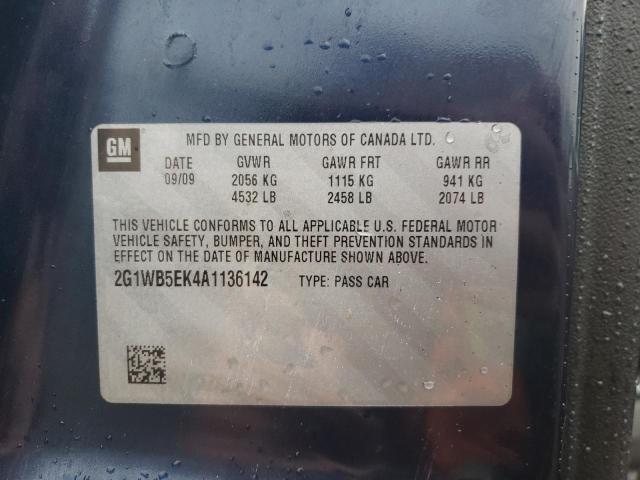 GM
MFD BY GENERAL MOTORS OF CANADA LTD.
DATE GVWR GAWR FRT GAWR RR
09/09 2056 KG 1115 KG 941 KG
4532 LB 2458 LB 2074 LB
THIS VEHICLE CONFORMS TO ALL APPLICABLE U.S. FEDERAL MOTOR
VEHICLE SAFETY, BUMPER, AND THEFT PREVENTION STANDARDS IN
EFFECT ON THE DATE OF MANUFACTURE SHOWN ABOVE.
2G1WB5EK4A1136142 TYPE: PASS CAR